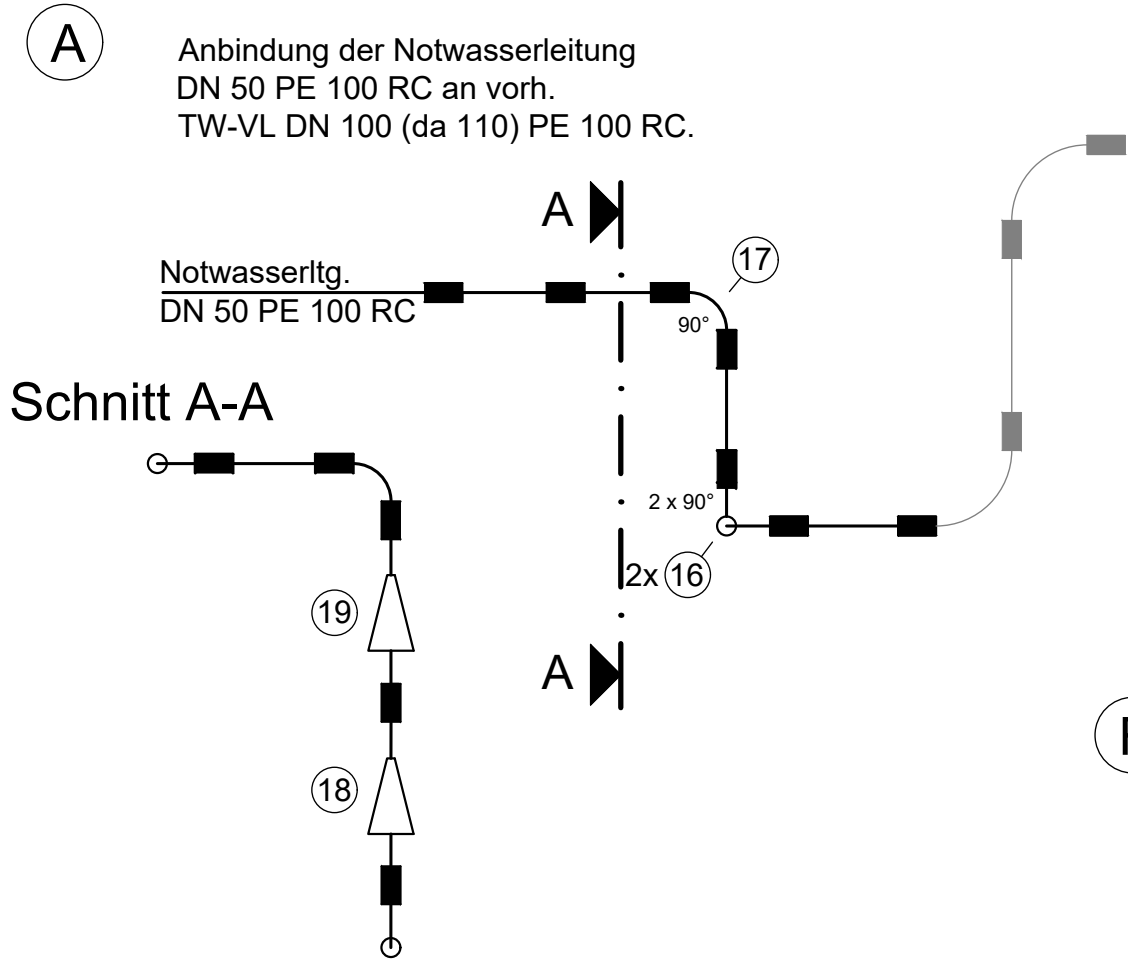 A
Anbindung der Notwasserleitung
DN 50 PE 100 RC an vorh.
TW-VL DN 100 (da 110) PE 100 RC.
A
17
Notwasserltg.
DN 50 PE 100 RC
90°
Schnitt A-A
2 x 90°
2x 16
19
A
18